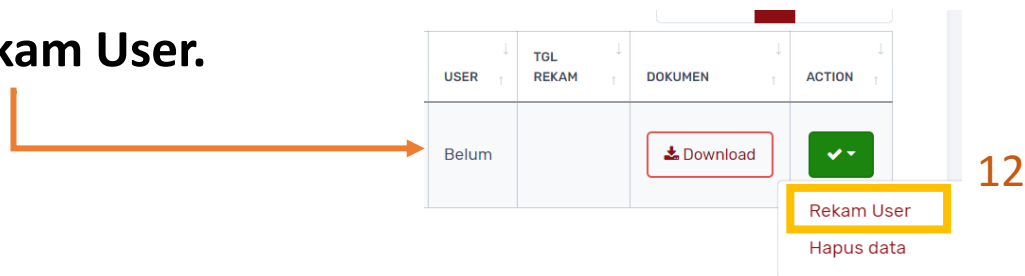 kam User.
USER
TGL REKAM
DOKUMEN
ACTION
Belum
Download
12
Rekam User
Hapus data